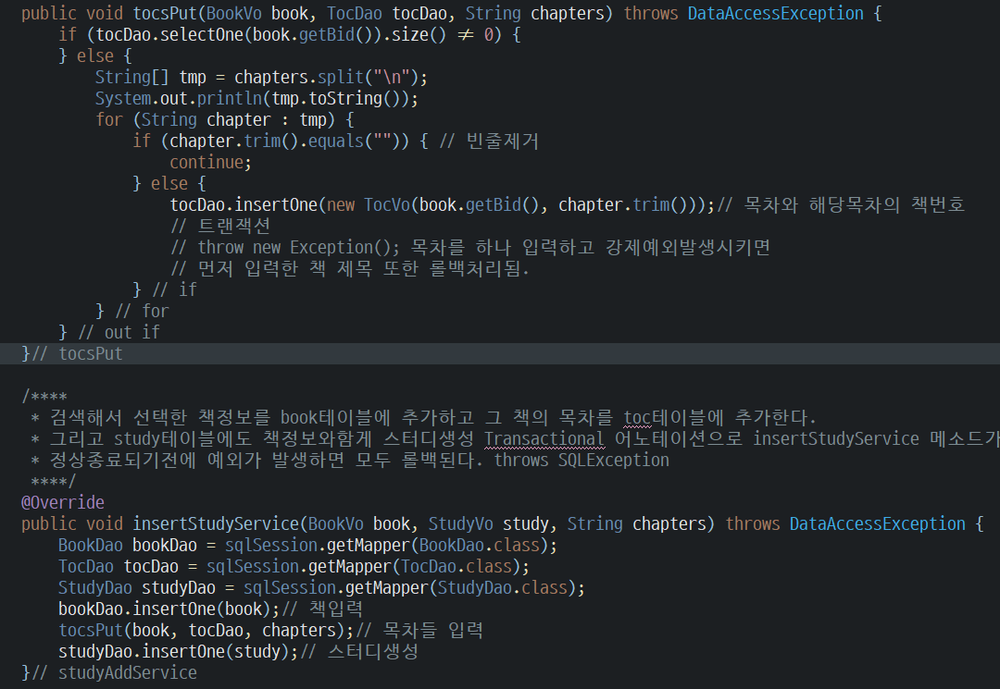 public void tocsPut(BookVo book, TocDao tocDao, String chapters) throws DataAccessException {
    if (tocDao.selectOne(book.getBid()).size() != 0) {
    } else {
        String[] tmp = chapters.split("\n");
        System.out.println(tmp.toString());
        for (String chapter : tmp) {
            if (chapter.trim().equals("")) { // 빈줄제거
                continue;
            } else {
                tocDao.insertOne(new TocVo(book.getBid(), chapter.trim()));// 목차와 해당목차의 책번호
                // 트랜잭션
                // throw new Exception(); 목차를 하나 입력하고 강제예외발생시키면
                // 먼저 입력한 책 제목 또한 롤백처리됨.
            } // if
        } // for
    } // out if
}// tocsPut
/****
 * 검색해서 선택한 책정보를 book테이블에 추가하고 그 책의 목차를 toc테이블에 추가한다.
 * 그리고 study테이블에도 책정보와함게 스터디생성 Transactional 어노테이션으로 insertStudyService 메소드가
 * 정상종료되기전에 예외가 발생하면 모두 롤백된다. throws SQLException
 ****/
@Override
public void insertStudyService(BookVo book, StudyVo study, String chapters) throws DataAccessException {
    BookDao bookDao = sqlSession.getMapper(BookDao.class);
    TocDao tocDao = sqlSession.getMapper(TocDao.class);
    StudyDao studyDao = sqlSession.getMapper(StudyDao.class);
    bookDao.insertOne(book);// 책입력
    tocsPut(book, tocDao, chapters);// 목차들 입력
    studyDao.insertOne(study);// 스터디생성
}// studyAddService